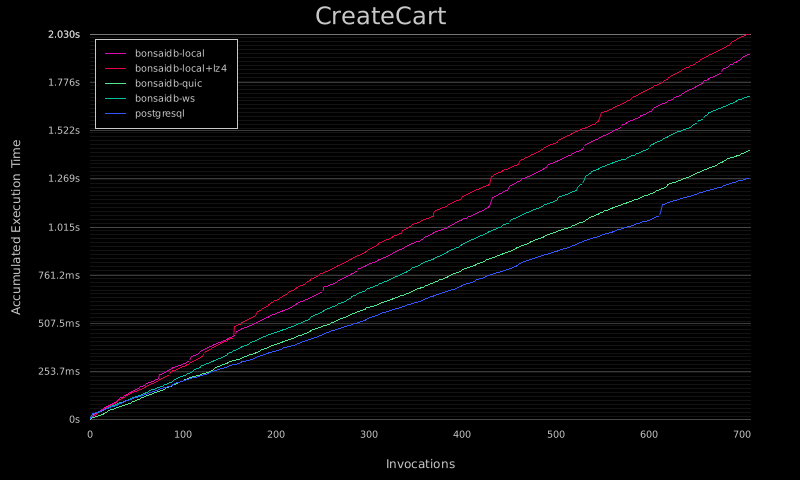 CreateCart
2.030s
1.776s
1.522s
1.269s
1.015s
761.2ms
507.5ms
253.7ms
0s
bonsaidb-local
bonsaidb-local+lz4
bonsaidb-quic
bonsaidb-ws
postgresql
Accumulated Execution Time
0 100 200 300 400 500 600 700
Invocations